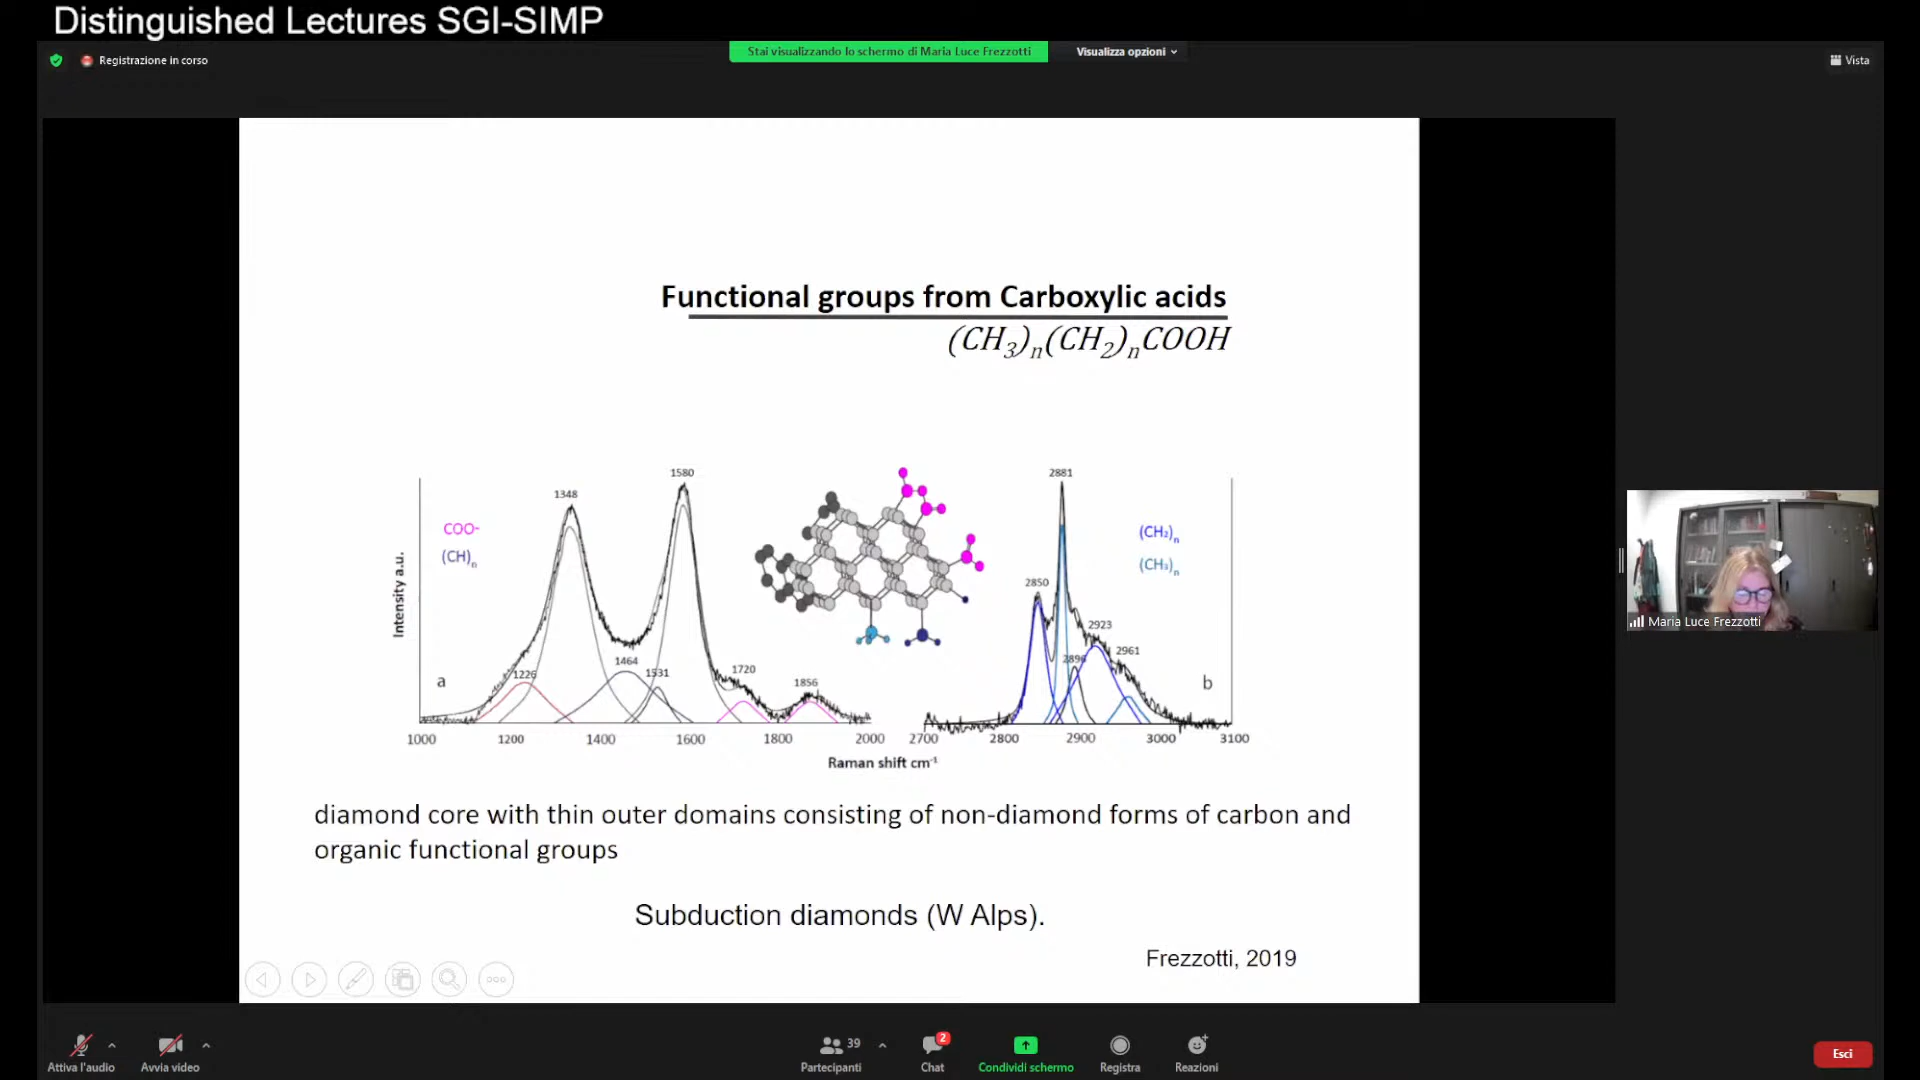 Distinguished Lectures SGI-SIMP
Stai visualizzando lo schermo di Maria Luce Frezzotti
Visualizza opzioni
Registrazione in corso
Vista
Functional groups from Carboxylic acids
(CH3)n(CH2)nCOOH
1580
2881
1348
COO-
(CH)n
(CH2)n
(CH3)n
Intensity a.u.
2850
2923
2961
2896
1464
1531
1720
1226
1856
a
b
1000 1200 1400 1600 1800 2000 2700 2800 2900 3000 3100
Raman shift cm-1
diamond core with thin outer domains consisting of non-diamond forms of carbon and
organic functional groups
Subduction diamonds (W Alps).
Frezzotti, 2019
Maria Luce Frezzotti
Attiva l'audio
Avvia video
39
Partecipanti
2
Chat
Condividi schermo
Registra
Reazioni
Esci